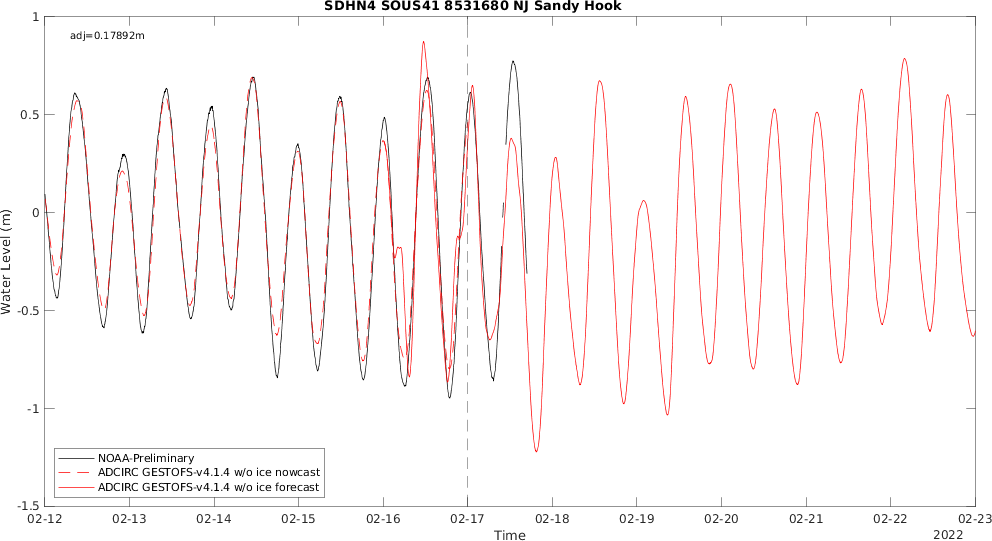 SDHN4 SOUS41 8531680 NJ Sandy Hook
adj=0.17892m
1
0.5
0
-0.5
-1
-1.5
Water Level (m)
NOAA-Preliminary
ADCIRC GESTOFS-v4.1.4 w/o ice nowcast
ADCIRC GESTOFS-v4.1.4 w/o ice forecast
02-12 02-13 02-14 02-15 02-16 02-17 02-18 02-19 02-20 02-21 02-22 02-23
Time
2022